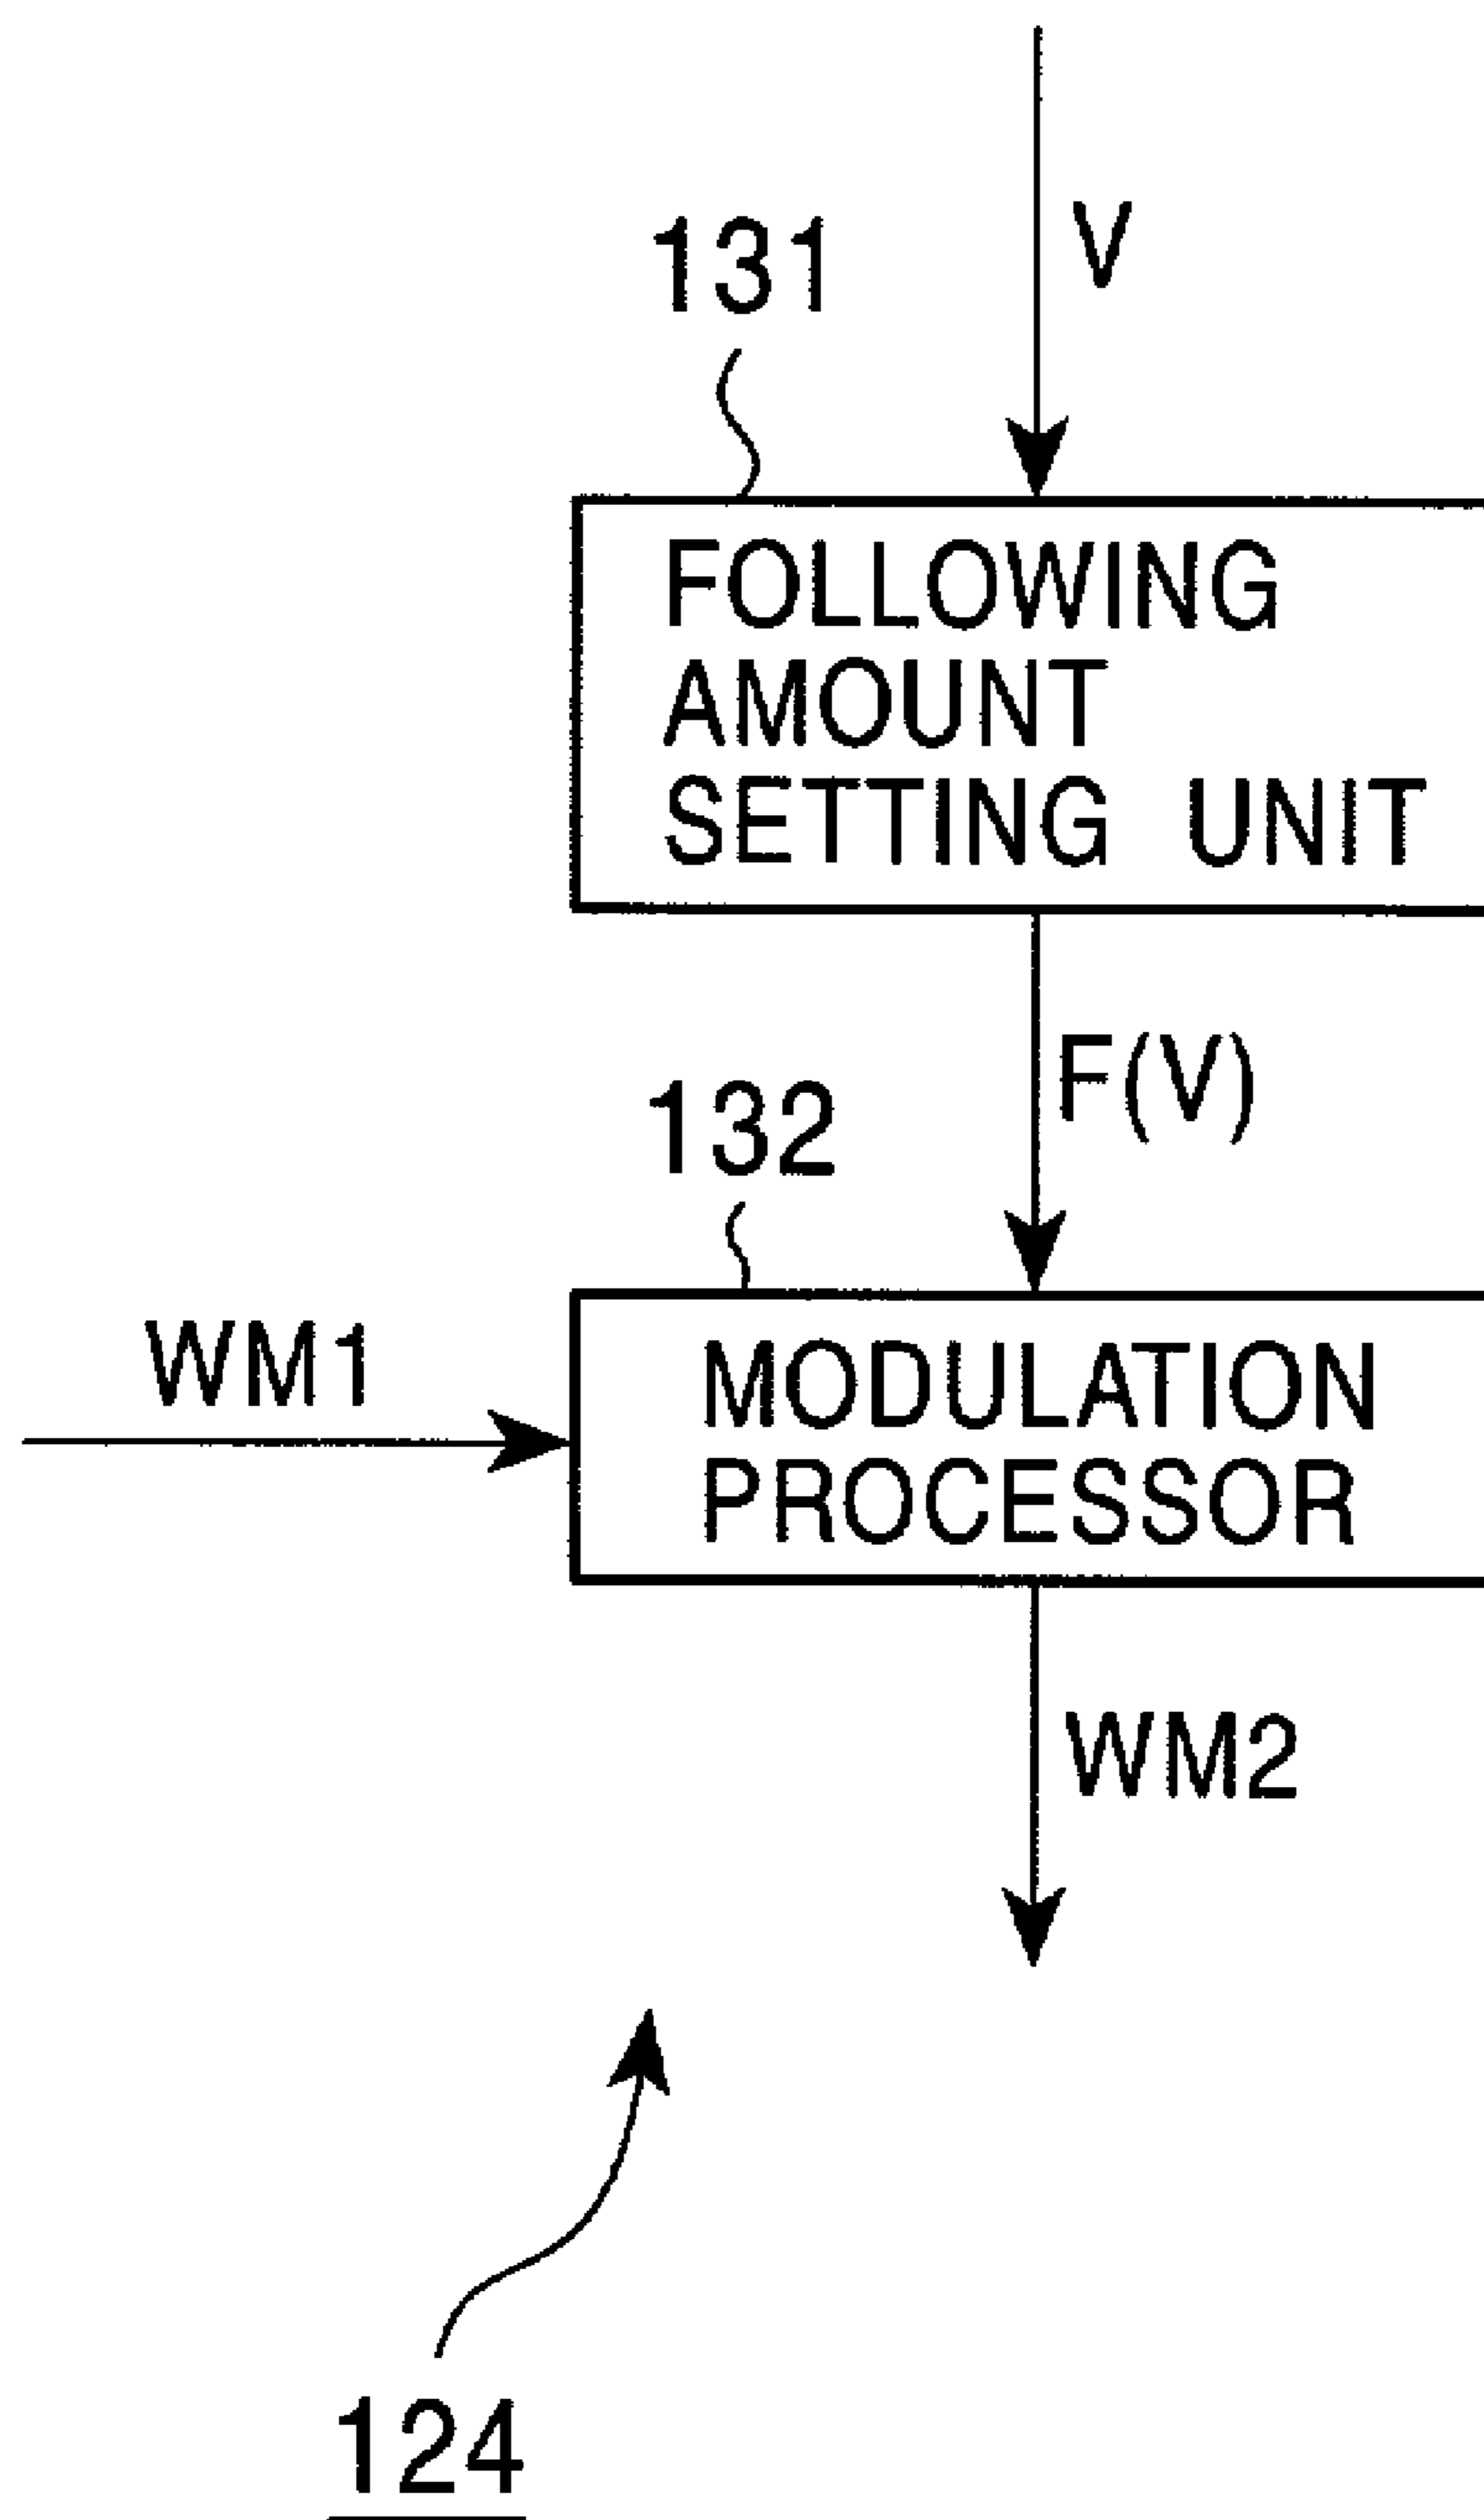 V
131
FOLLOWING
AMOUNT
SETTING UNIT
F(V)
132
WM1
MODULATION
PROCESSOR
WM2
124